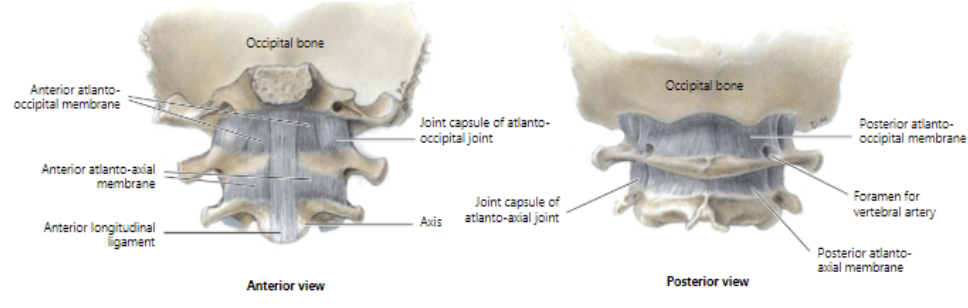 Occipital bone
Anterior atlanto-
occipital membrane
Joint capsule of atlanto-
occipital joint
Anterior atlanto-axial
membrane
Anterior longitudinal
ligament
Axis
Anterior view
Occipital bone
Posterior atlanto-
occipital membrane
Joint capsule of
atlanto-axial joint
Foramen for
vertebral artery
Posterior atlanto-
axial membrane
Posterior view